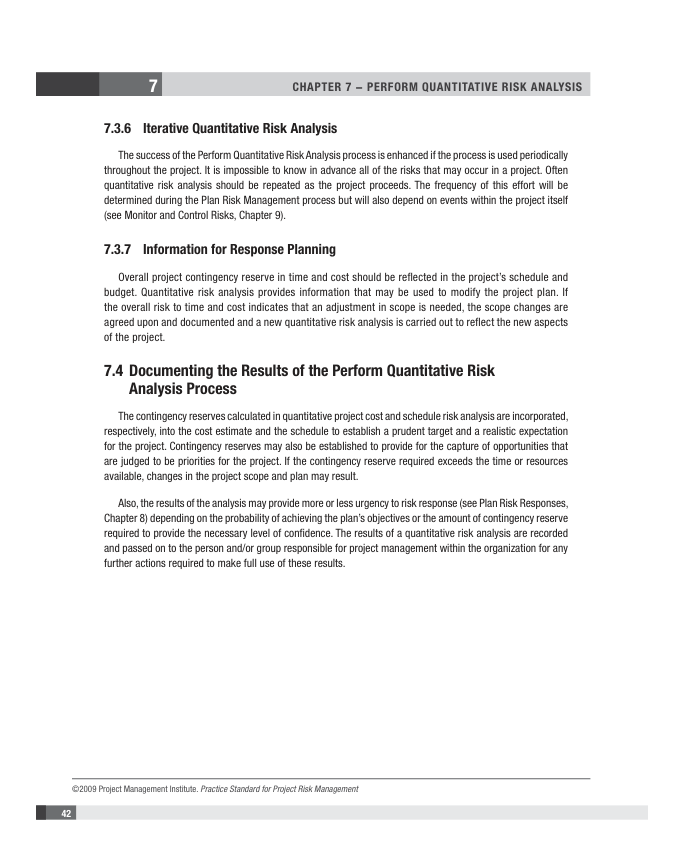 7
CHAPTER 7 – PERFORM QUANTITATIVE RISK ANALYSIS
7.3.6 Iterative Quantitative Risk Analysis
The success of the Perform Quantitative Risk Analysis process is enhanced if the process is used periodically
throughout the project. It is impossible to know in advance all of the risks that may occur in a project. Often
quantitative risk analysis should be repeated as the project proceeds. The frequency of this effort will be
determined during the Plan Risk Management process but will also depend on events within the project itself
(see Monitor and Control Risks, Chapter 9).
7.3.7 Information for Response Planning
Overall project contingency reserve in time and cost should be reflected in the project's schedule and
budget. Quantitative risk analysis provides information that may be used to modify the project plan. If
the overall risk to time and cost indicates that an adjustment in scope is needed, the scope changes are
agreed upon and documented and a new quantitative risk analysis is carried out to reflect the new aspects
of the project.
7.4 Documenting the Results of the Perform Quantitative Risk
Analysis Process
The contingency reserves calculated in quantitative project cost and schedule risk analysis are incorporated,
respectively, into the cost estimate and the schedule to establish a prudent target and a realistic expectation
for the project. Contingency reserves may also be established to provide for the capture of opportunities that
are judged to be priorities for the project. If the contingency reserve required exceeds the time or resources
available, changes in the project scope and plan may result.
Also, the results of the analysis may provide more or less urgency to risk response (see Plan Risk Responses,
Chapter 8) depending on the probability of achieving the plan's objectives or the amount of contingency reserve
required to provide the necessary level of confidence. The results of a quantitative risk analysis are recorded
and passed on to the person and/or group responsible for project management within the organization for any
further actions required to make full use of these results.
©2009 Project Management Institute. Practice Standard for Project Risk Management
42